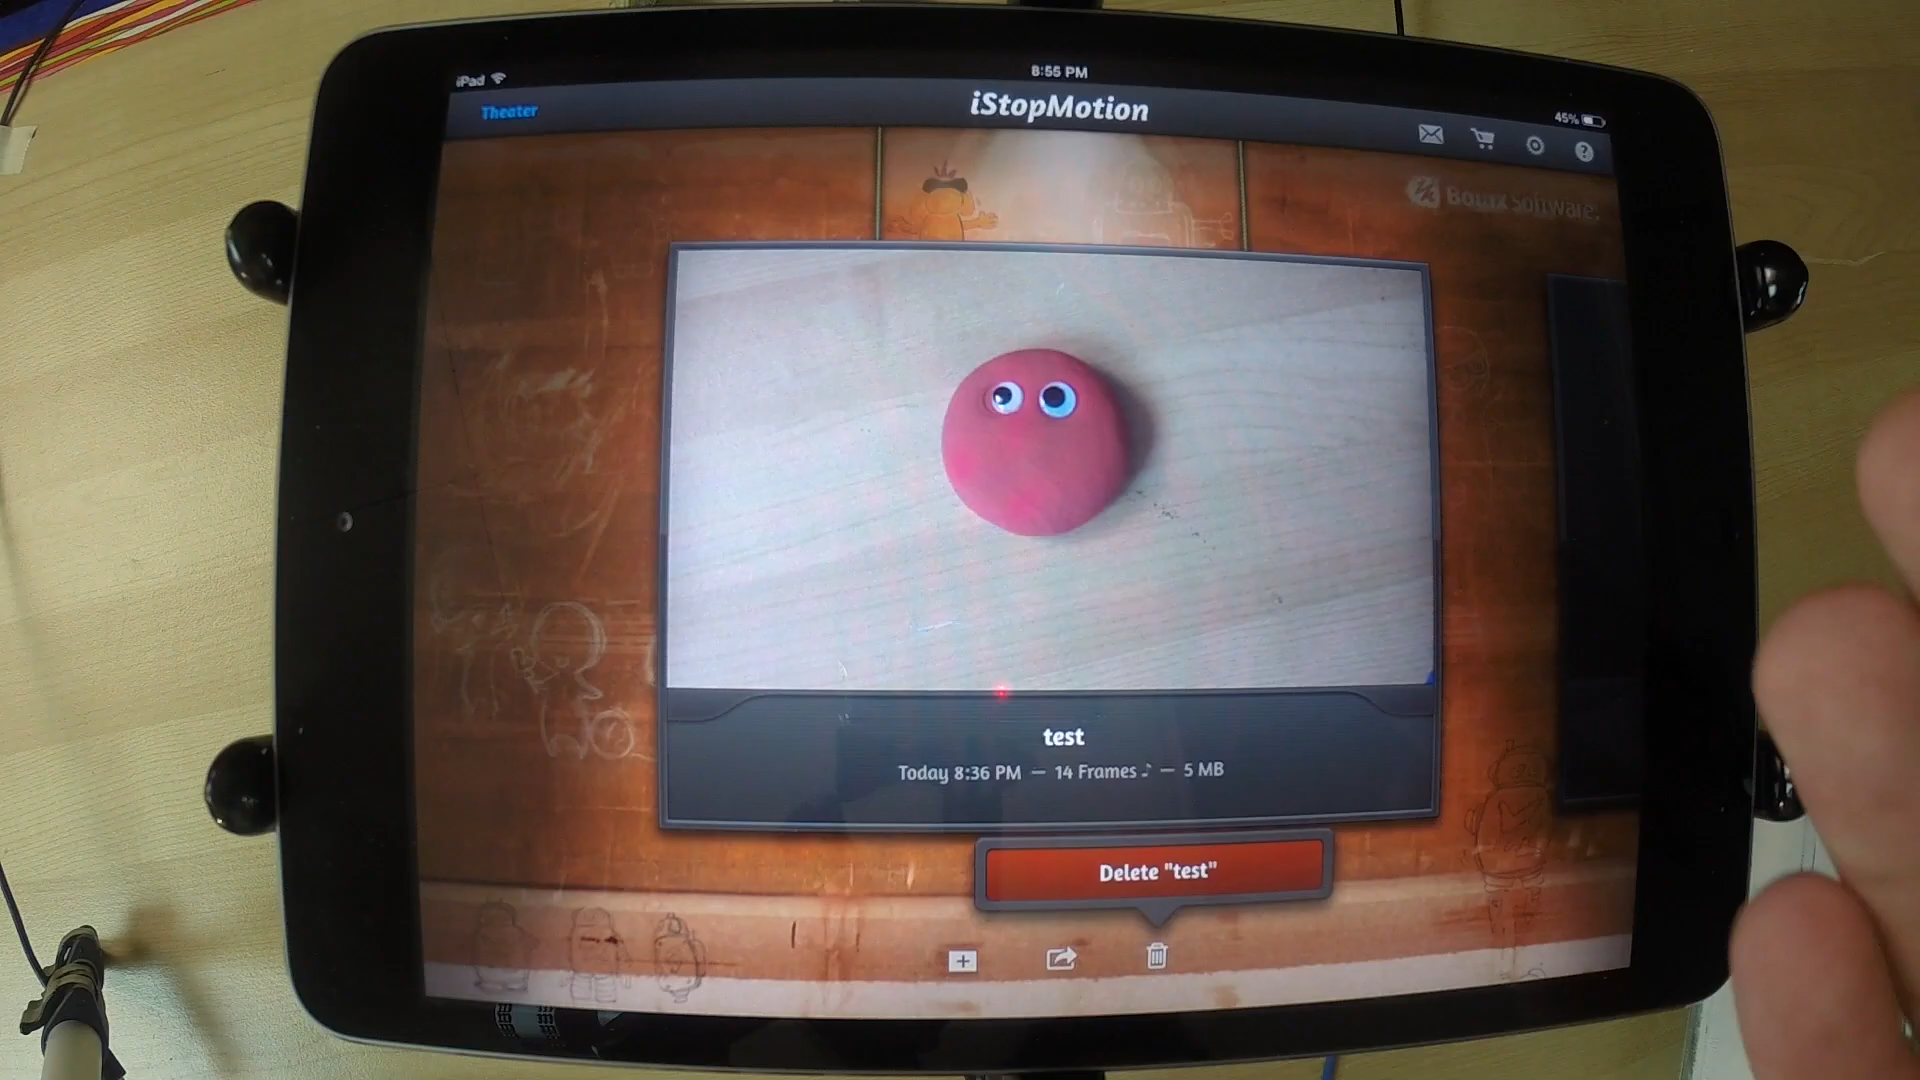 iPad
8:55 PM
45%
Theater
iStopMotion
Boinx Software.
test
Today 8:36 PM — 14 Frames — 5 MB
Delete "test"